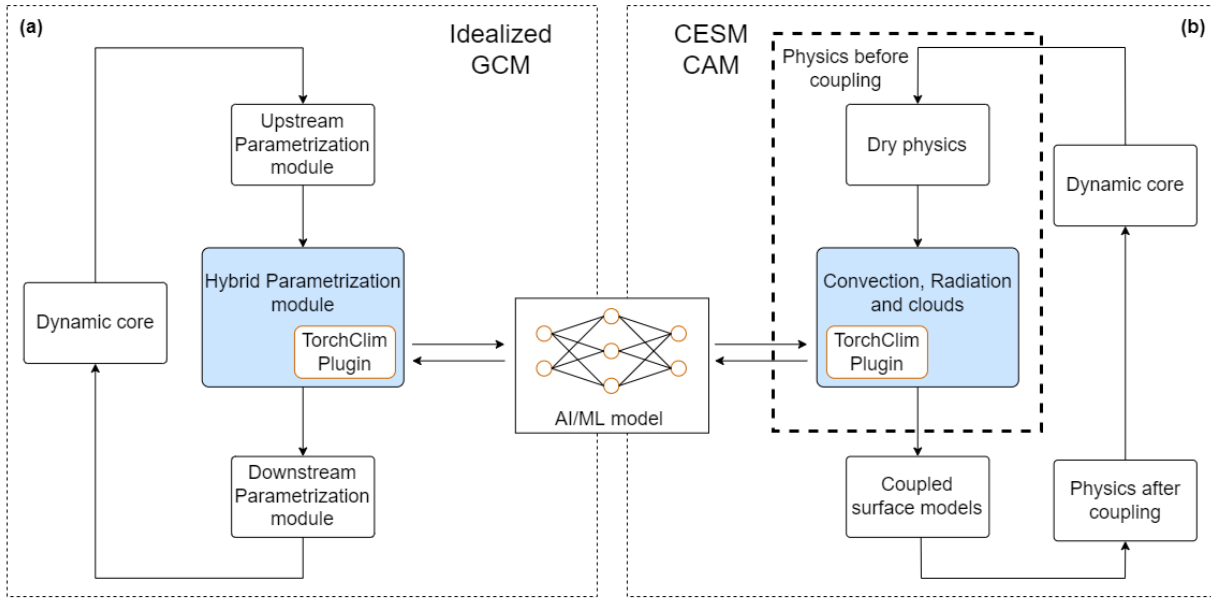 (a)
Idealized
GCM
Upstream
Parametrization
module
Hybrid Parametrization
module
TorchClim
Plugin
Dynamic core
Downstream
Parametrization
module
AI/ML model
CESM
CAM
(b)
Physics before
coupling
Dry physics
Dynamic core
Convection, Radiation
and clouds
TorchClim
Plugin
Coupled
surface models
Physics after
coupling